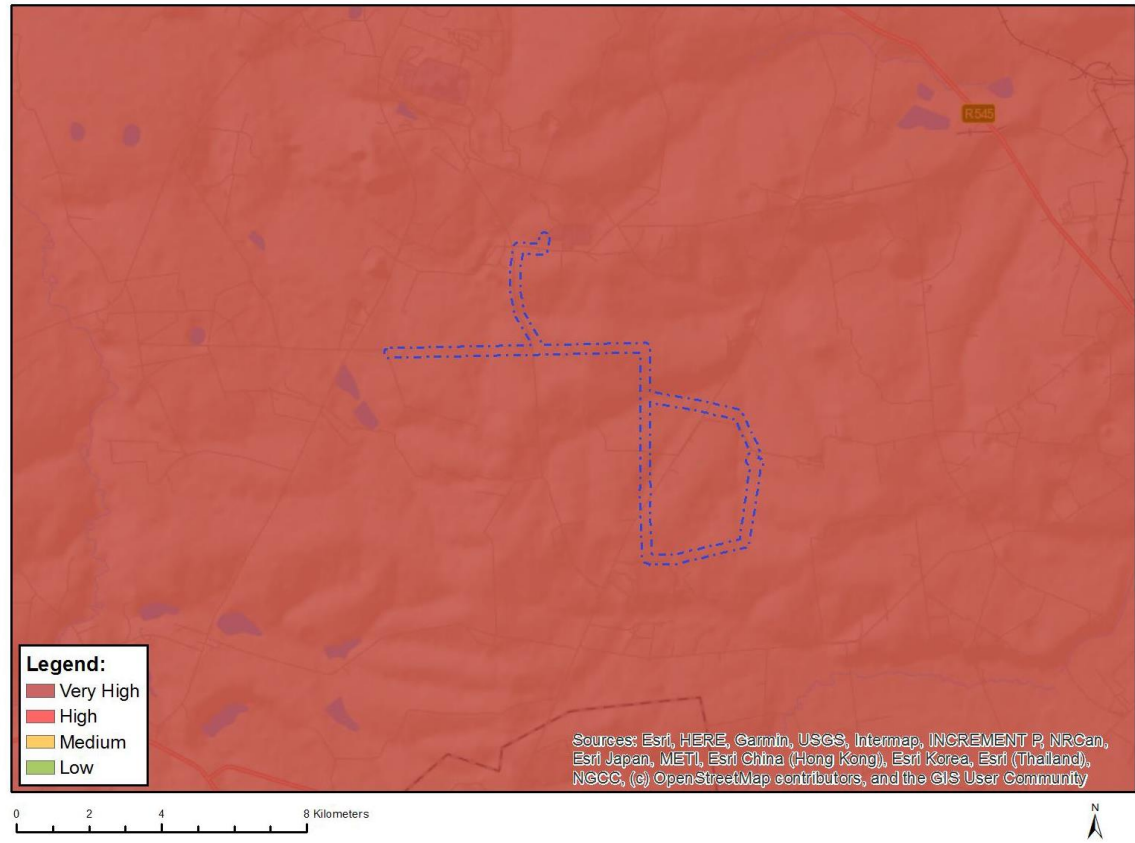 R545
Legend:
Very High
High
Medium
Low
Sources: Esri, HERE, Garmin, USGS, Intermap, INCREMENT P, NRCan,
Esri Japan, METI, Esri China (Hong Kong), Esri Korea, Esri (Thailand),
NGCC, (c) OpenStreetMap contributors, and the GIS User Community
0 2 4 8 Kilometers
N